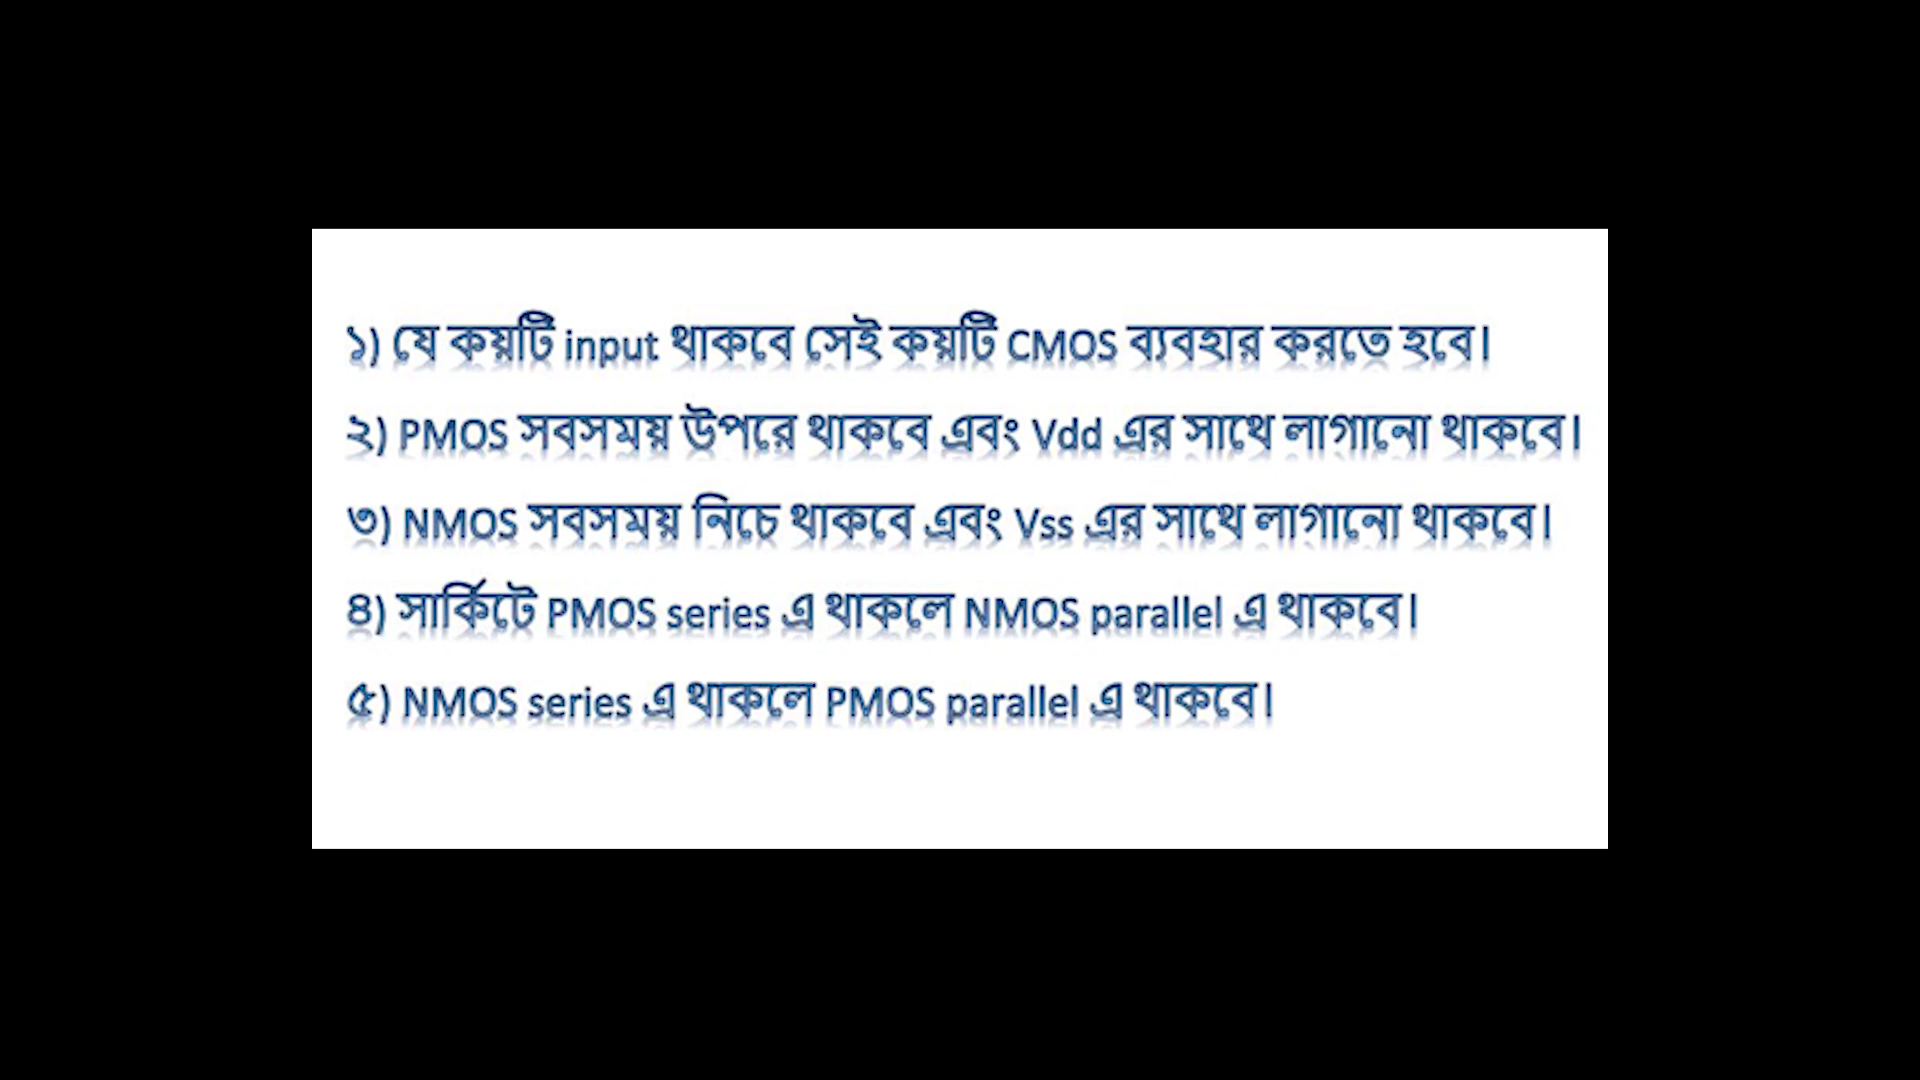 ১) যে কয়টি input থাকবে সেই কয়টি CMOS ব্যবহার করতে হবে।
২) PMOS সবসময় উপরে থাকবে এবং Vdd এর সাথে লাগানো থাকবে।
৩) NMOS সবসময় নিচে থাকবে এবং Vss এর সাথে লাগানো থাকবে।
৪) সার্কিটে PMOS series এ থাকলে NMOS parallel এ থাকবে।
৫) NMOS series এ থাকলে PMOS parallel এ থাকবে।